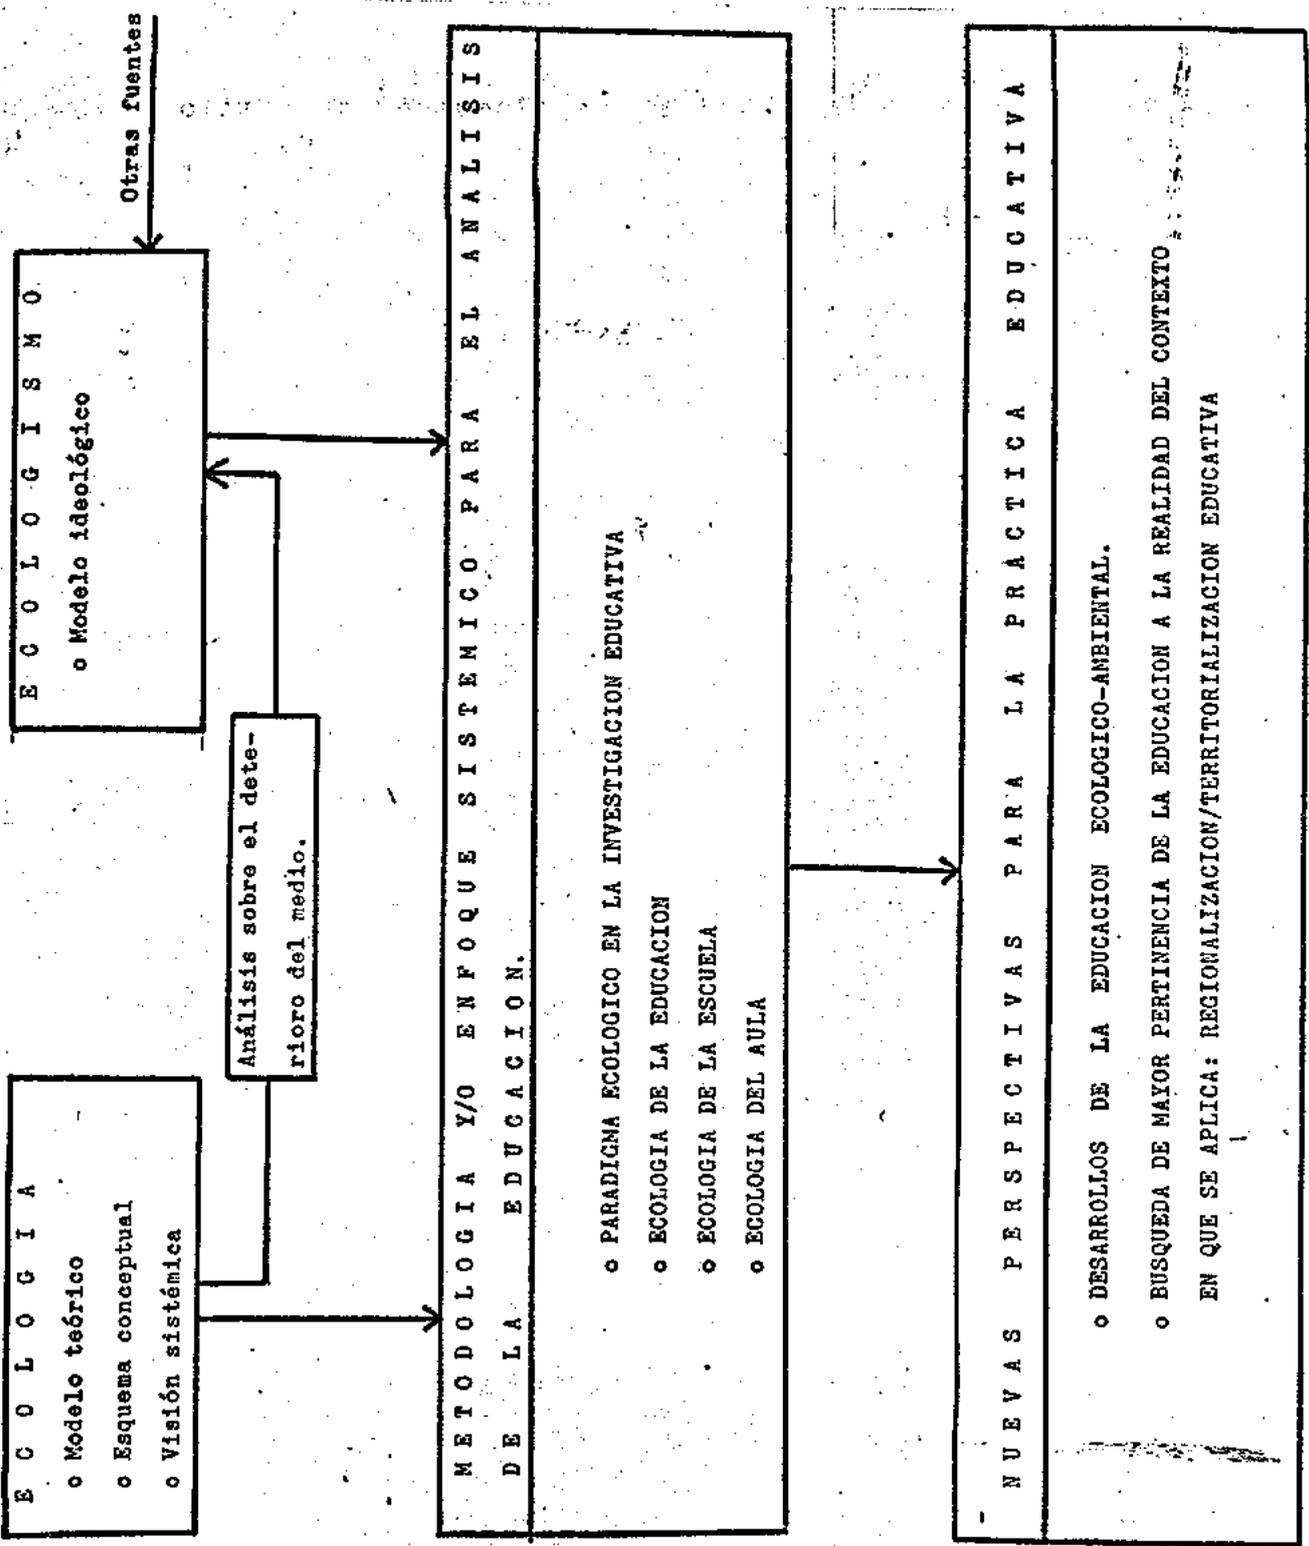 E C O L O G I A
o Modelo teórico
o Esquema conceptual
o Visión sistémica
Análisis sobre el dete-
rioro del medio.
E C O L O G I S M O
o Modelo ideológico
Otras fuentes
M E T O D O L O G I A Y/O E N F O Q U E S I S T E M I C O P A R A E L A N A L I S I S
D E L A E D U C A C I O N.
o PARADIGMA ECOLOGICO EN LA INVESTIGACION EDUCATIVA
o ECOLOGIA DE LA EDUCACION
o ECOLOGIA DE LA ESCUELA
o ECOLOGIA DEL AULA
N U E V A S P E R S P E C T I V A S P A R A L A P R A C T I C A E D U C A T I V A
o DESARROLLOS DE LA EDUCACION ECOLOGICO-AMBIENTAL.
o BUSQUEDA DE MAYOR PERTINENCIA DE LA EDUCACION A LA REALIDAD DEL CONTEXTO
EN QUE SE APLICA: REGIONALIZACION/TERRITORIALIZACION EDUCATIVA